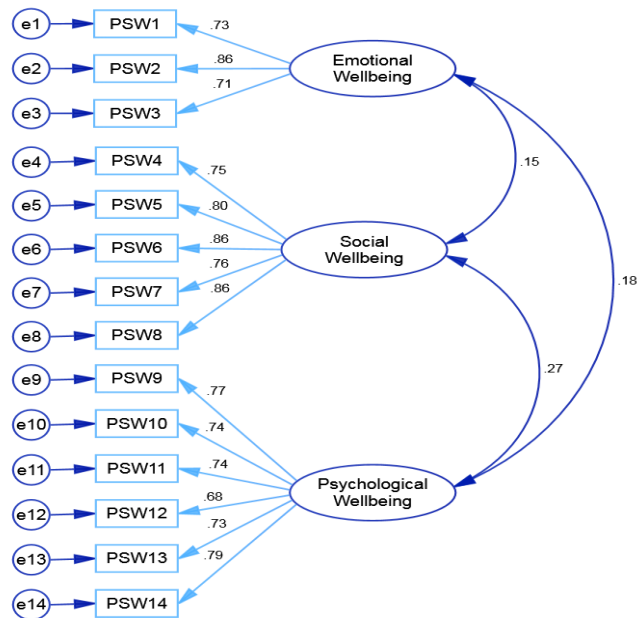 e1 PSW1 .73
e2 PSW2 .86 Emotional
Wellbeing
e3 PSW3 .71
e4 PSW4 .75 .15
e5 PSW5 .80
e6 PSW6 .86 Social
Wellbeing
e7 PSW7 .76 .18
e8 PSW8 .86
e9 PSW9 .77 .27
e10 PSW10 .74
e11 PSW11 .74 Psychological
Wellbeing
e12 PSW12 .68
e13 PSW13 .73
e14 PSW14 .79